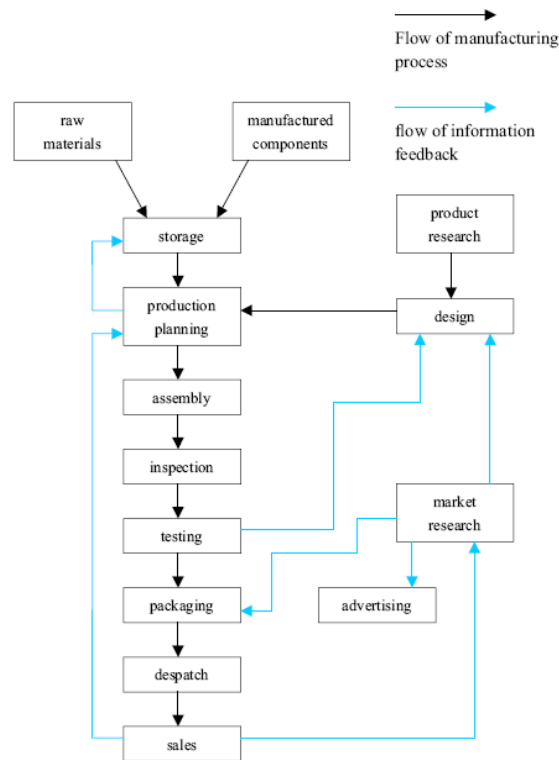 Flow of manufacturing
process
flow of information
feedback
raw
materials
manufactured
components
storage
product
research
production
planning
design
assembly
inspection
testing
market
research
packaging
advertising
despatch
sales